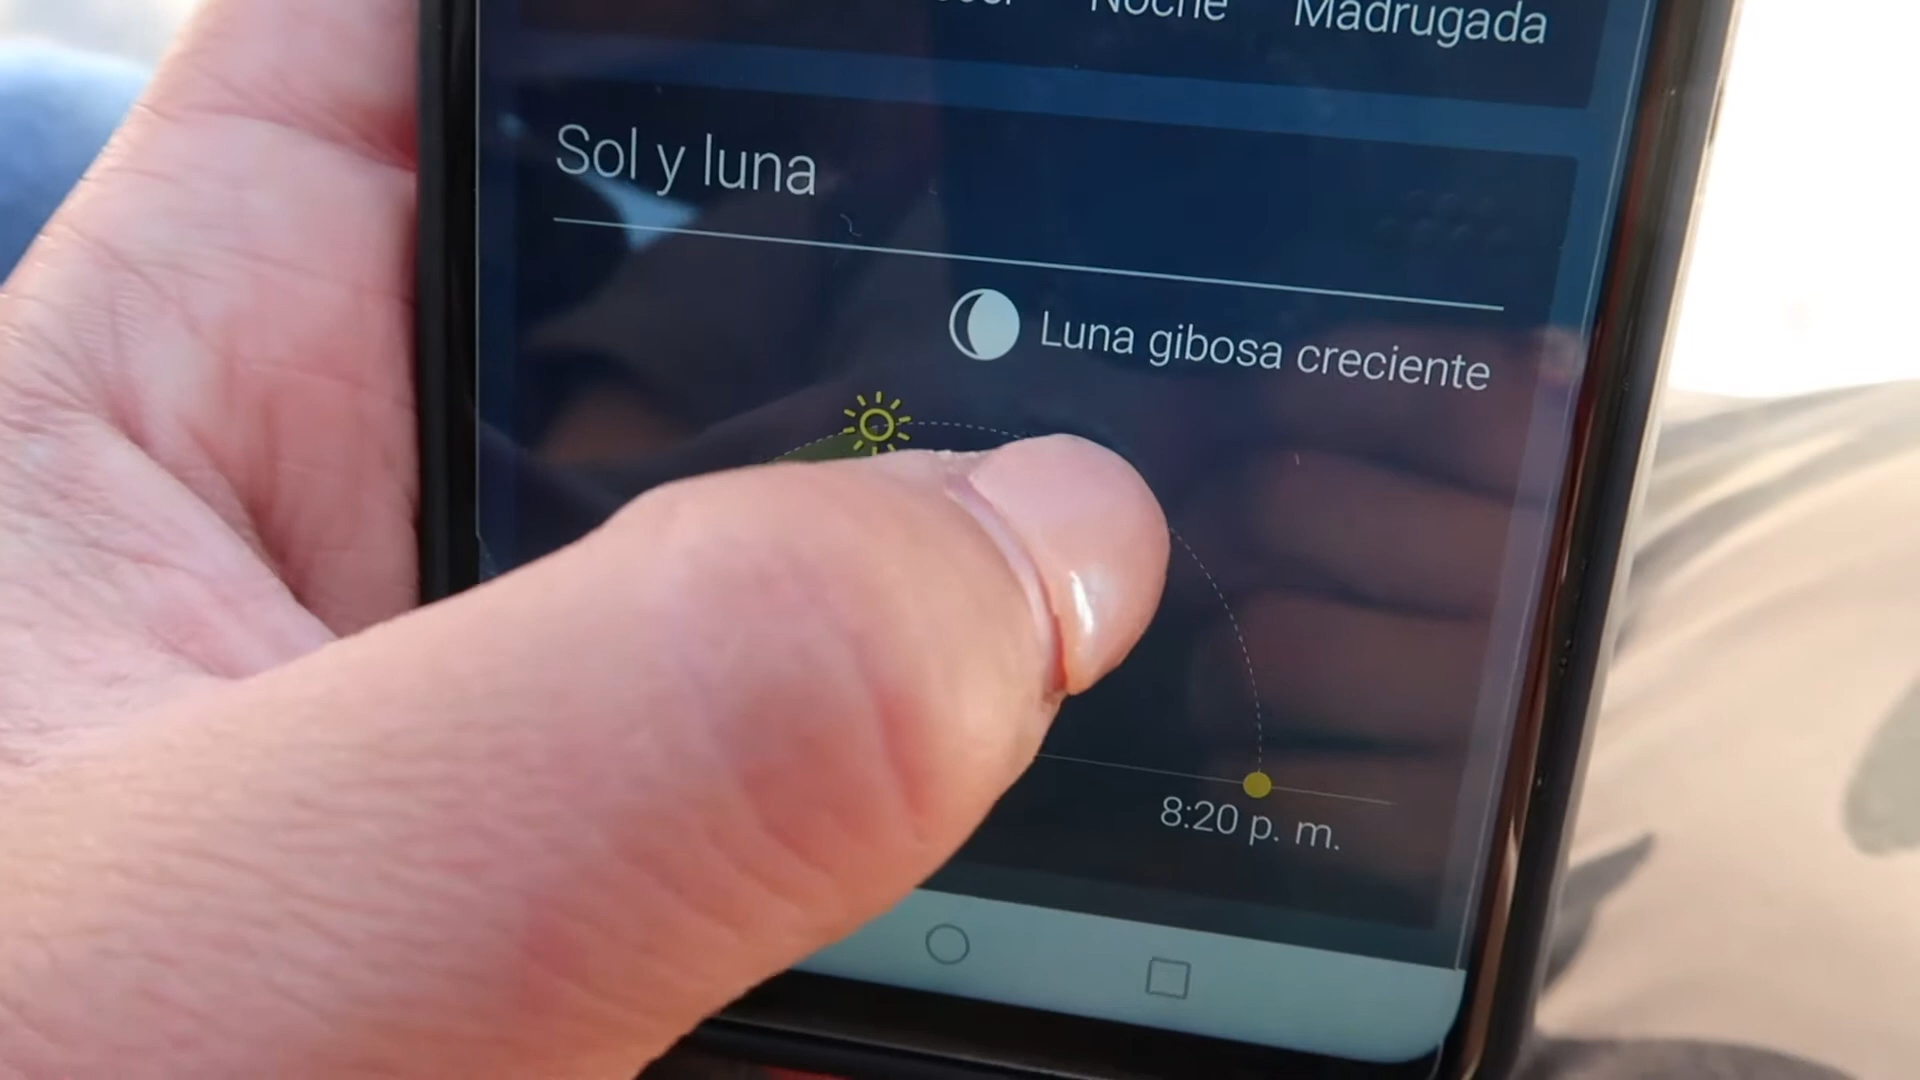 Noche Madrugada
Sol y luna
Luna gibosa creciente
8:20 p. m.